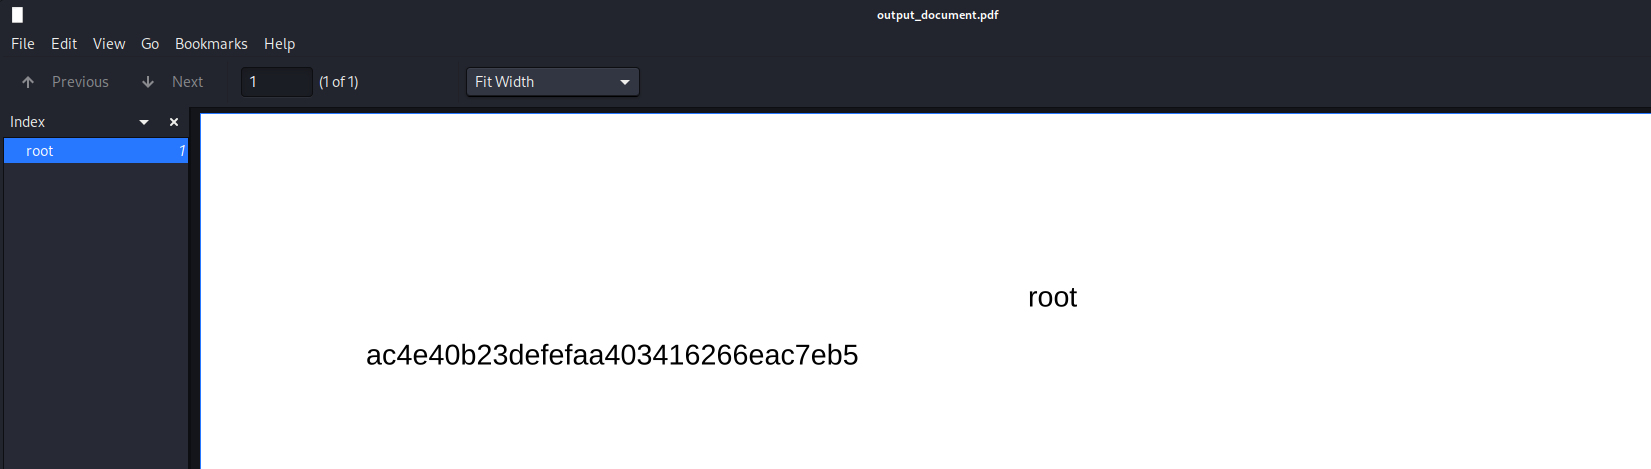 output_document.pdf
File Edit View Go Bookmarks Help
Previous Next 1 (1 of 1) Fit Width
Index
root 1
root
ac4e40b23defefaa403416266eac7eb5